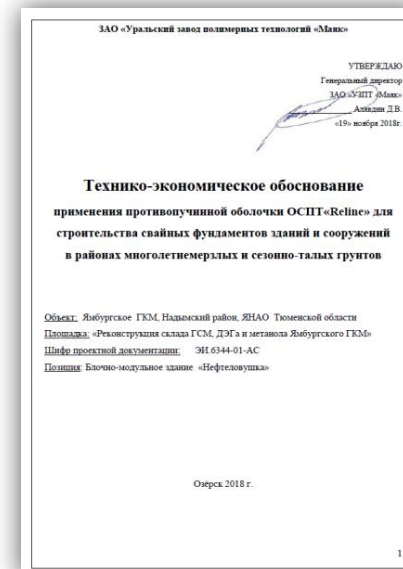 ЗАО «Уральский завод полимерных технологий «Маяк»
УТВЕРЖДАЮ
Генеральный директор
ЗАО «УЗПТ «Маяк»
Алявдин Д.В.
«19» ноября 2018г.
Технико-экономическое обоснование
применения противопучинной оболочки ОСПТ«Reline» для
строительства свайных фундаментов зданий и сооружений
в районах многолетнемерзлых и сезонно-талых грунтов
Объект: Ямбургское ГКМ, Надымский район, ЯНАО Тюменской области
Площадка: «Реконструкция склада ГСМ, ДЭГа и метанола Ямбургского ГКМ»
Шифр проектной документации: ЭИ.6344-01-АС
Позиция: Блочно-модульное здание «Нефтеловушка»
Озёрск 2018 г.
1